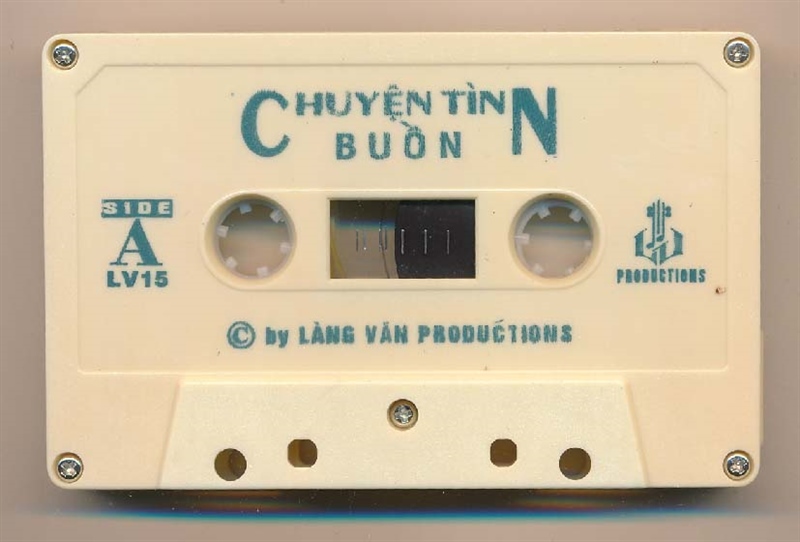 CHUYỆN TÌNN
BUỒN
SIDE
A
LV15
PRODUCTIONS
© by LÀNG VĂN PRODUCTIONS